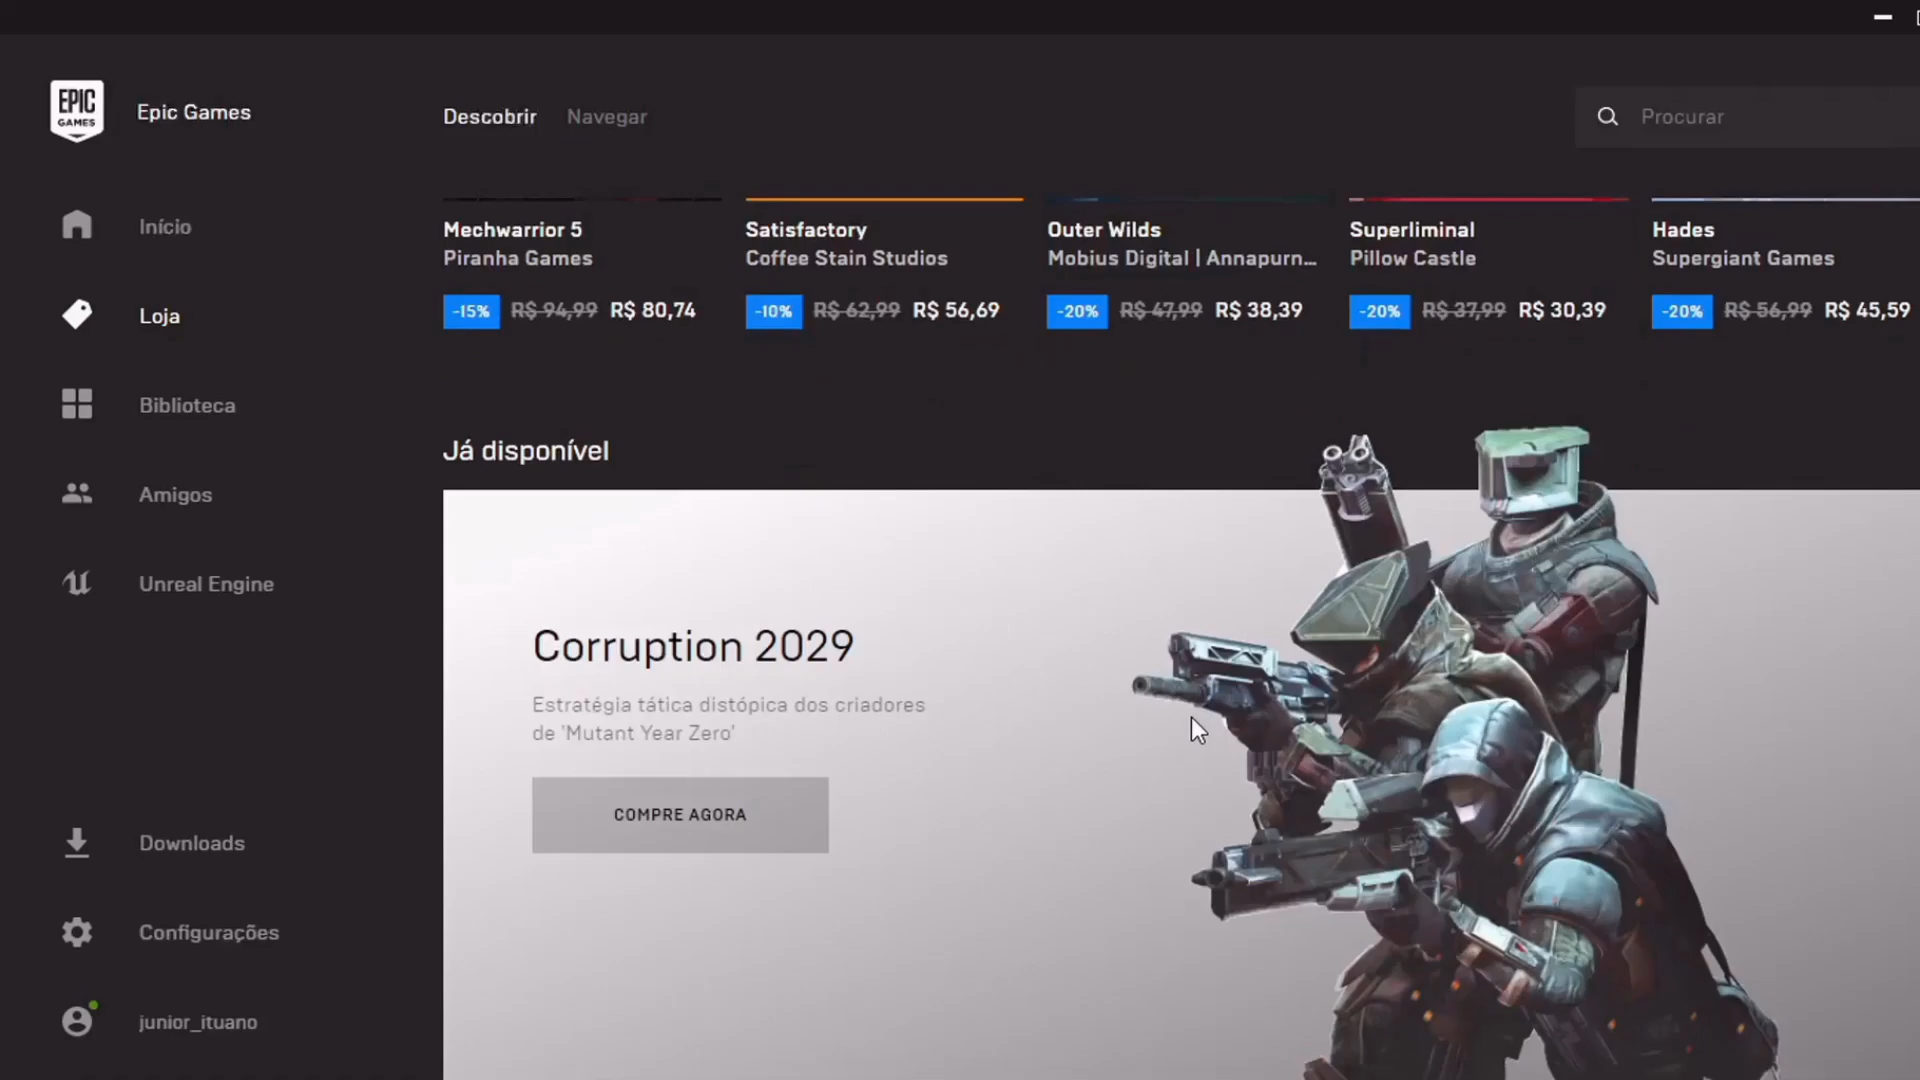 EPIC
GAMES
Epic Games
Descobrir
Navegar
Procurar
Início
Loja
Biblioteca
Amigos
Unreal Engine
Downloads
Configurações
junior_ituano
Mechwarrior 5
Piranha Games
-15% R$ 94,99 R$ 80,74
Satisfactory
Coffee Stain Studios
-10% R$ 62,99 R$ 56,69
Outer Wilds
Mobius Digital | Annapurn...
-20% R$ 47,99 R$ 38,39
Superliminal
Pillow Castle
-20% R$ 37,99 R$ 30,39
Hades
Supergiant Games
-20% R$ 56,99 R$ 45,59
Já disponível
Corruption 2029
Estratégia tática distópica dos criadores
de 'Mutant Year Zero'
COMPRE AGORA